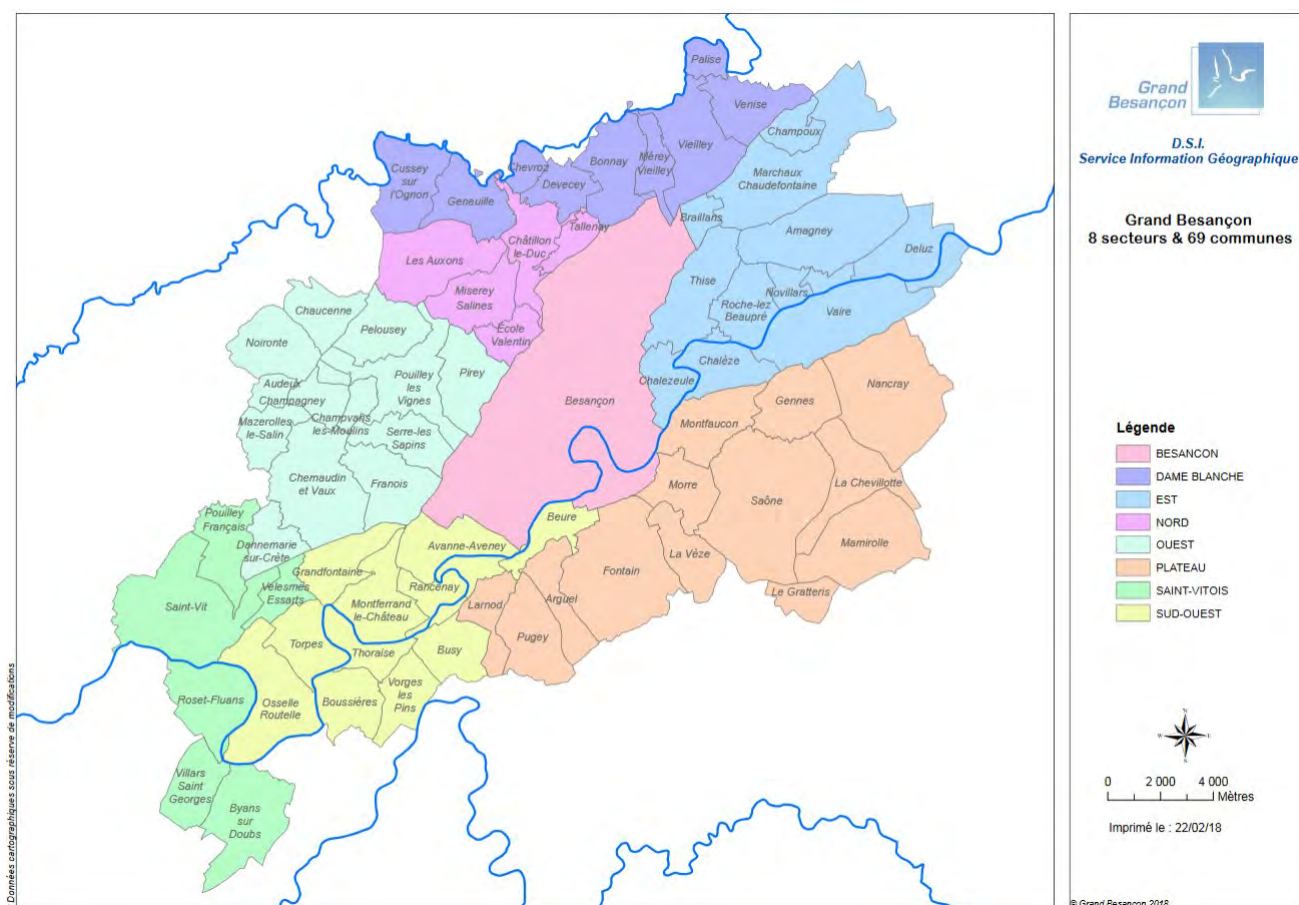 Palise
Venise
Champoux
Vieilley
Mérey
Vieilley
Bonnay
Chevroz
Devecey
Cussey
sur
l'Ognon
Geneuille
Marchaux
Chaudefontaine
Braillans
Tallenay
Châtillon
le-Duc
Les Auxons
Amagney
Deluz
Thise
Novillars
Roche-lez
Beaupré
Vaire
Miserey
Salines
École
Valentin
Chaucenne
Pelousey
Noironte
Pirey
Pouilley
les
Vignes
Audeux
Champagney
Champvans
les-Moulins
Mazerolles
le-Salin
Serre-les
Sapins
Chemaudin
et Vaux
Franois
Besançon
Chalèze
Chalezeule
Montfaucon
Gennes
Nancray
Morre
Saône
La Chevillotte
Mamirolle
La Vèze
Le Gratteris
Fontain
Beure
Avanne-Aveney
Pouilley
Français
Dannemarie
sur-Crète
Velesmes
Essarts
Grandfontaine
Rancenay
Montferrand
le-Château
Larnod
Arguel
Pugey
Saint-Vit
Torpes
Thoraise
Busy
Vorges
les
Pins
Boussières
Osselle
Routelle
Roset-Fluans
Villars
Saint
Georges
Byans
sur
Doubs
Données cartographiques sous réserve de modifications
Grand
Besançon
D.S.I.
Service Information Géographique
Grand Besançon
8 secteurs & 69 communes
Légende
BESANCON
DAME BLANCHE
EST
NORD
OUEST
PLATEAU
SAINT-VITOIS
SUD-OUEST
N
W
E
S
0 2 000 4 000
Mètres
Imprimé le : 22/02/18
© Grand Besançon 2018